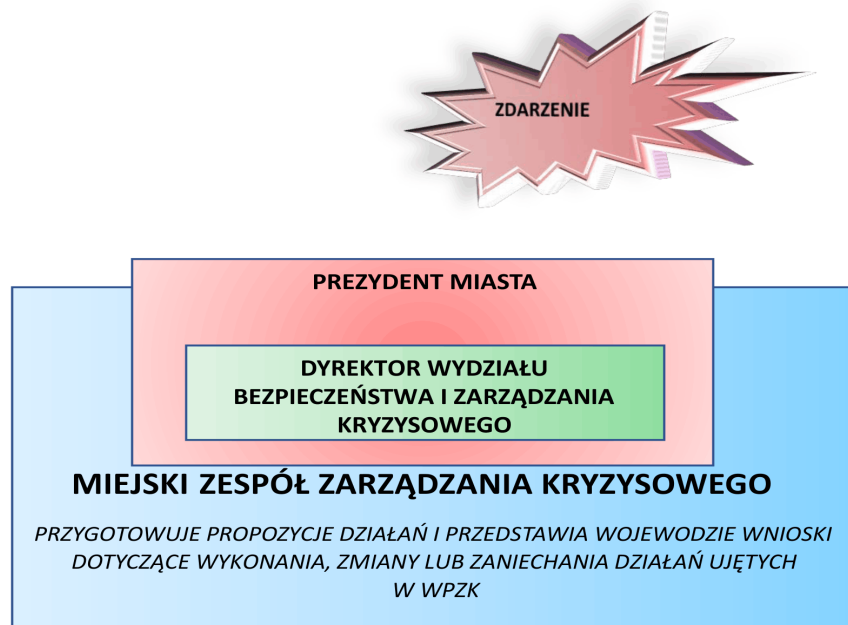 ZDARZENIE
PREZYDENT MIASTA
DYREKTOR WYDZIAŁU
BEZPIECZEŃSTWA I ZARZĄDZANIA
KRYZYSOWEGO
MIEJSKI ZESPÓŁ ZARZĄDZANIA KRYZYSOWEGO
PRZYGOTOWUJE PROPOZYCJE DZIAŁAŃ I PRZEDSTAWIA WOJEWODZIE WNIOSKI
DOTYCZĄCE WYKONANIA, ZMIANY LUB ZANIECHANIA DZIAŁAŃ UJĘTYCH
W WPZK